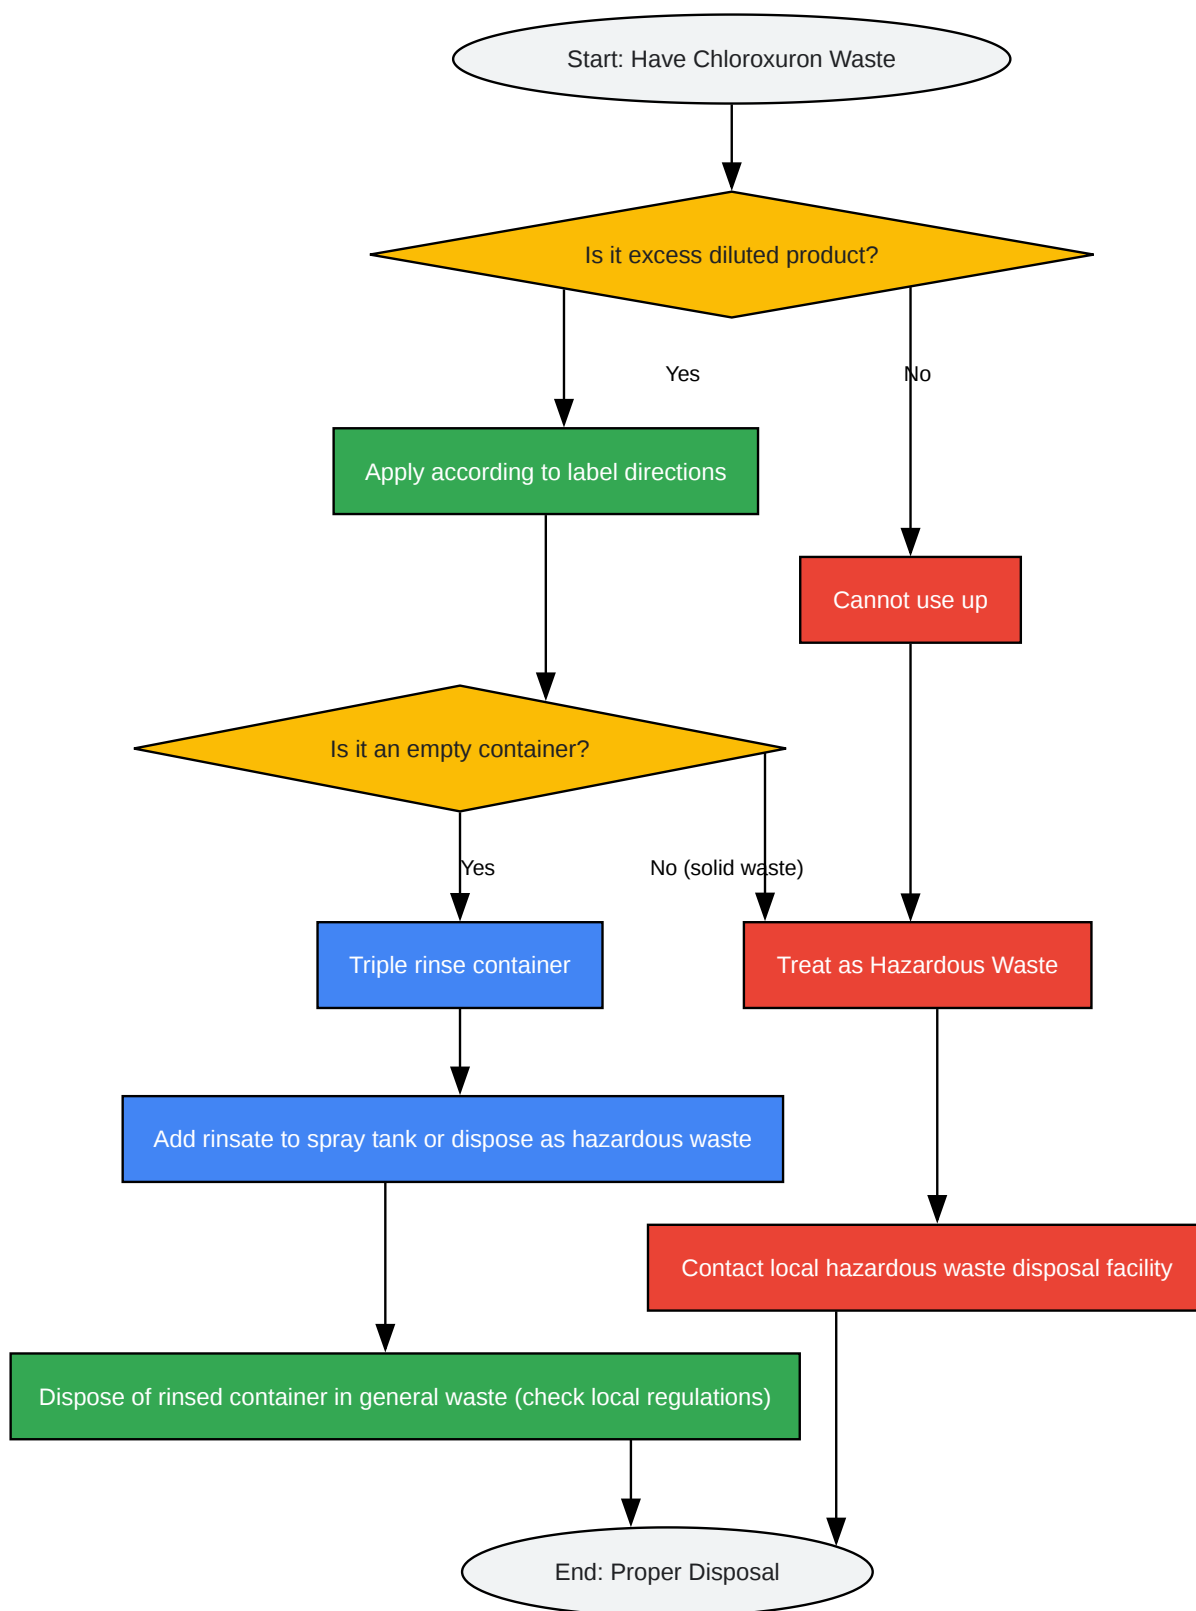 Start: Have Chloroxuron Waste
Is it excess diluted product?
Yes
No
Apply according to label directions
Cannot use up
Is it an empty container?
Yes
No (solid waste)
Triple rinse container
Treat as Hazardous Waste
Add rinsate to spray tank or dispose as hazardous waste
Contact local hazardous waste disposal facility
Dispose of rinsed container in general waste (check local regulations)
End: Proper Disposal